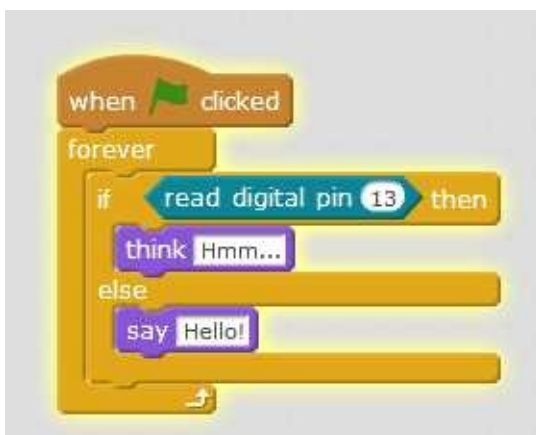 when clicked
forever
if read digital pin 13 then
think Hmm...
else
say Hello!